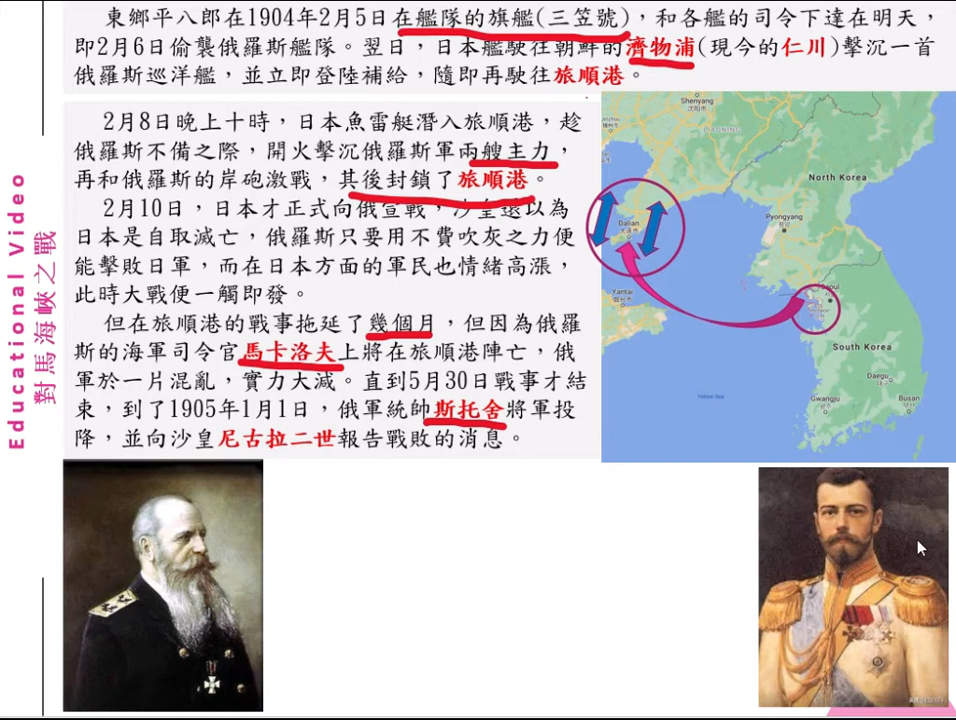 Educational Video
對馬海峽之戰
東鄉平八郎在1904年2月5日在艦隊的旗艦(三笠號)，和各艦的司令下達在明天，
即2月6日偷襲俄羅斯艦隊。翌日，日本艦駛往朝鮮的濟物浦(現今的仁川)擊沉一首
俄羅斯巡洋艦，並立即登陸補給，隨即再駛往旅順港。
2月8日晚上十時，日本魚雷艇潛入旅順港，趁
俄羅斯不備之際，開火擊沉俄羅斯軍兩艘主力，
再和俄羅斯的岸砲激戰，其後封鎖了旅順港。
2月10日，日本才正式向俄宣戰，沙皇還以為
日本是自取滅亡，俄羅斯只要用不費吹灰之力便
能擊敗日軍，而在日本方面的軍民也情緒高漲，
此時大戰便一觸即發。
但在旅順港的戰事拖延了幾個月，但因為俄羅
斯的海軍司令官馬卡洛夫上將在旅順港陣亡，俄
軍於一片混亂，實力大減。直到5月30日戰事才結
束，到了1905年1月1日，俄軍統帥斯托舍將軍投
降，並向沙皇尼古拉二世報告戰敗的消息。
Shenyang
North Korea
Pyongyang
평양
Dalian
Yantai
Seoul
South Korea
Daegu
Gwangju
Busan
Yellow Sea